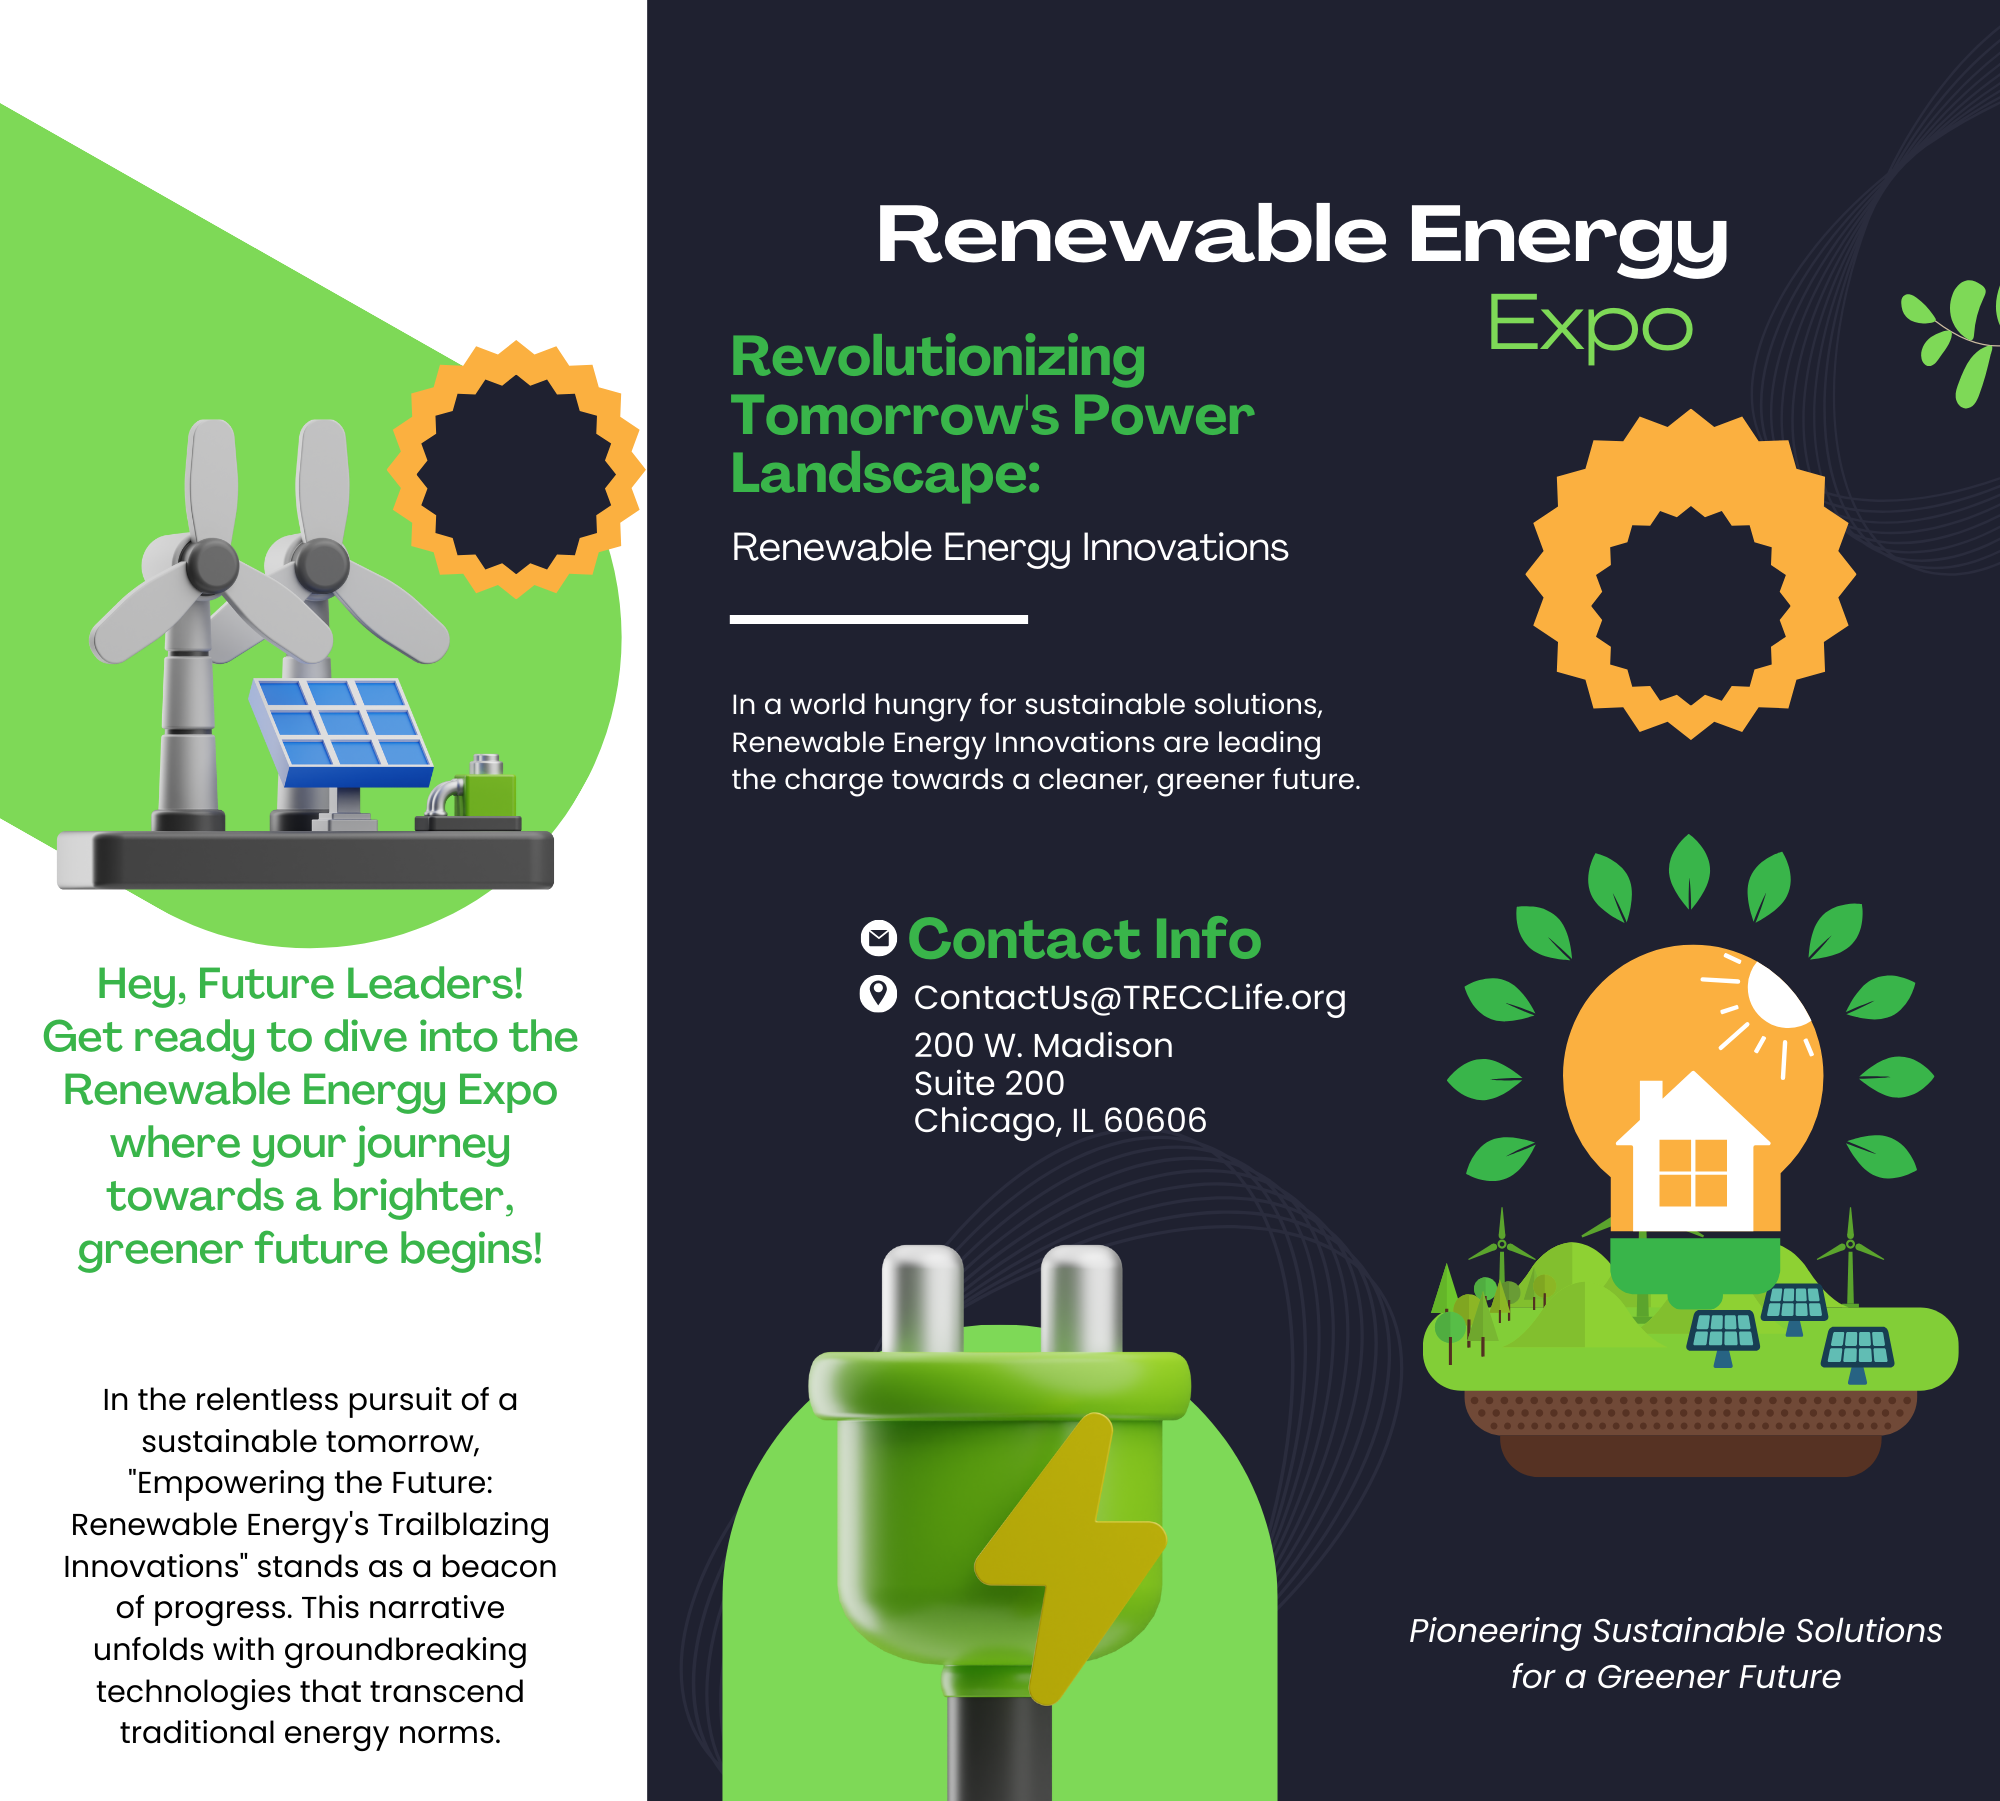 Hey, Future Leaders!
Get ready to dive into the
Renewable Energy Expo
where your journey
towards a brighter,
greener future begins!
In the relentless pursuit of a
sustainable tomorrow,
"Empowering the Future:
Renewable Energy's Trailblazing
Innovations" stands as a beacon
of progress. This narrative
unfolds with groundbreaking
technologies that transcend
traditional energy norms.
Renewable Energy
Expo
Revolutionizing
Tomorrow's Power
Landscape:
Renewable Energy Innovations
In a world hungry for sustainable solutions,
Renewable Energy Innovations are leading
the charge towards a cleaner, greener future.
Contact Info
ContactUs@TRECCLife.org
200 W. Madison
Suite 200
Chicago, IL 60606
Pioneering Sustainable Solutions
for a Greener Future